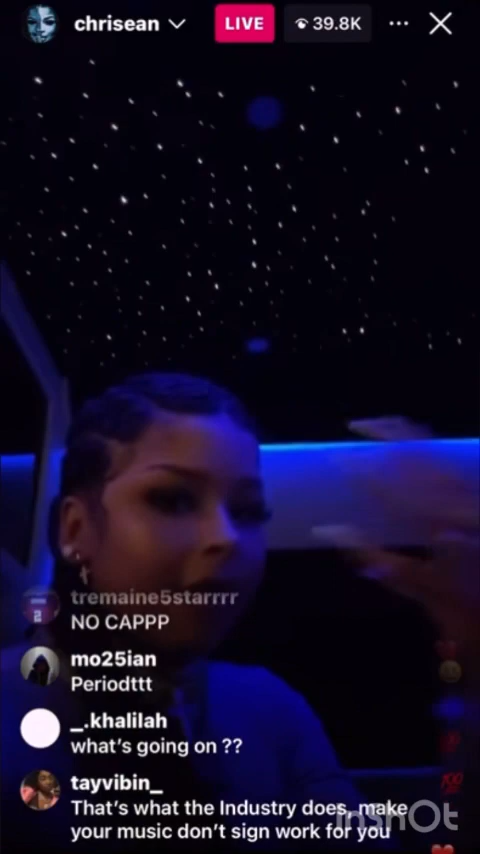 chrisean
LIVE
39.8K
tremaine5starrrr
NO CAPPP
mo25ian
Periodttt
_.khalilah
what's going on ??
tayvibin_
That's what the Industry does, make
your music don't sign work for you
InShOt